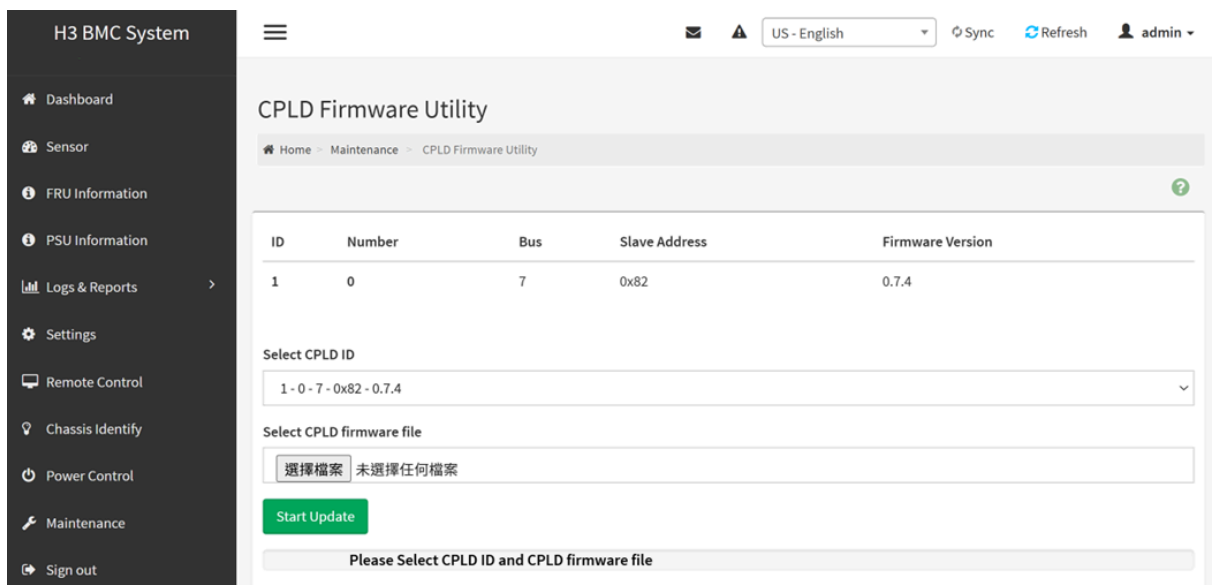 H3 BMC System
US - English
Sync
Refresh
admin
Dashboard
Sensor
FRU Information
PSU Information
Logs & Reports
Settings
Remote Control
Chassis Identify
Power Control
Maintenance
Sign out
CPLD Firmware Utility
Home > Maintenance > CPLD Firmware Utility
ID Number Bus Slave Address Firmware Version
1 0 7 0x82 0.7.4
Select CPLD ID
1 - 0 - 7 - 0x82 - 0.7.4
Select CPLD firmware file
選擇檔案 未選擇任何檔案
Start Update
Please Select CPLD ID and CPLD firmware file